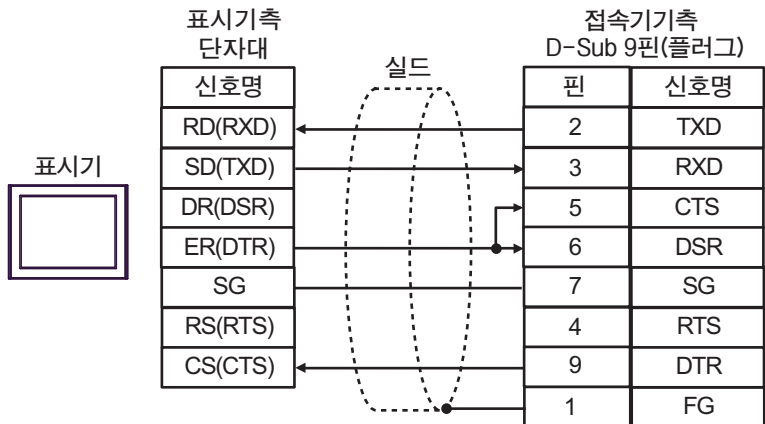 표시기측
단자대
접속기기측
D-Sub 9핀(플러그)
실드
표시기
신호명 핀 신호명
RD(RXD) 2 TXD
SD(TXD) 3 RXD
DR(DSR) 5 CTS
ER(DTR) 6 DSR
SG 7 SG
RS(RTS) 4 RTS
CS(CTS) 9 DTR
1 FG